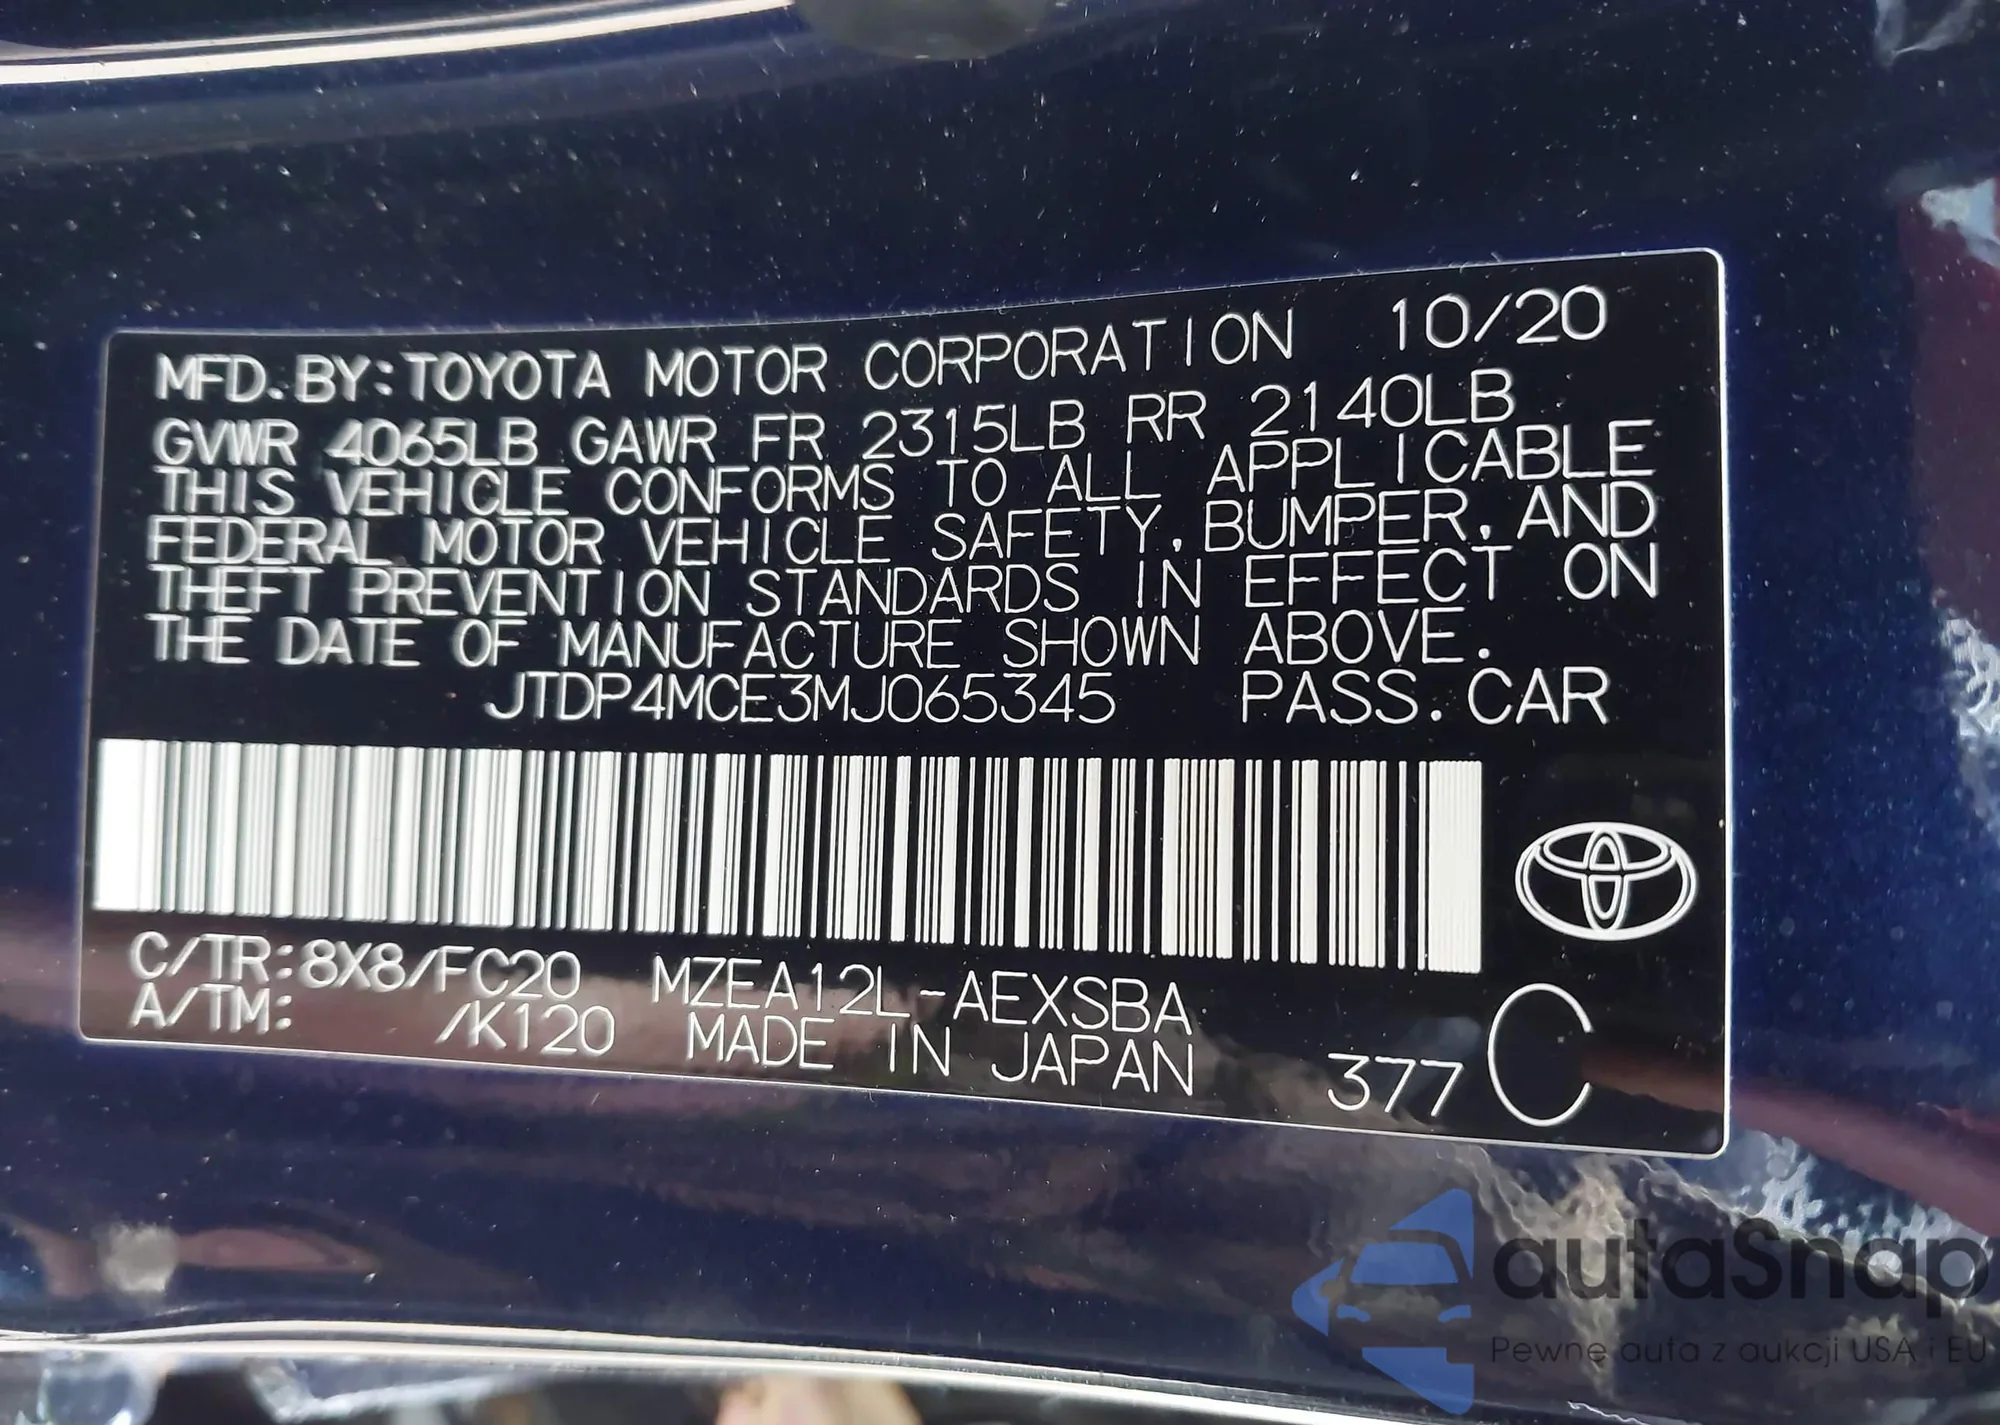 MFD. BY:TOYOTA MOTOR CORPORATION 10/20
GVWR 4065LB GAWR FR 2315LB RR 2140LB
THIS VEHICLE CONFORMS TO ALL APPLICABLE
FEDERAL MOTOR VEHICLE SAFETY, BUMPER, AND
THEFT PREVENTION STANDARDS IN EFFECT ON
THE DATE OF MANUFACTURE SHOWN ABOVE.
JTDP4MCE3MJ065345 PASS. CAR
C/TR:8X8/FC20 MZEA12L-AEXSBA
A/TM: /K120 MADE IN JAPAN 377 C
autaSnap
Pewne auta z aukcji USA i EU